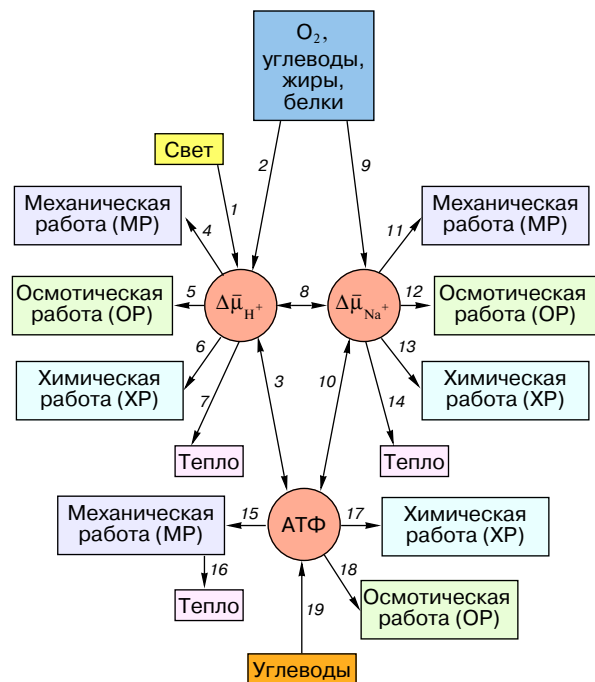 O₂,
углеводы,
жиры,
белки
Свет
2
9
1
Механическая
работа (МР)
4
11
Механическая
работа (МР)
Осмотическая
работа (ОР)
5
Δμ̄H⁺
8
Δμ̄Na⁺
12
Осмотическая
работа (ОР)
6
13
Химическая
работа (ХР)
3
10
Химическая
работа (ХР)
7
14
Тепло
Тепло
Механическая
работа (МР)
15
АТФ
17
Химическая
работа (ХР)
16
18
Тепло
19
Осмотическая
работа (ОР)
Углеводы